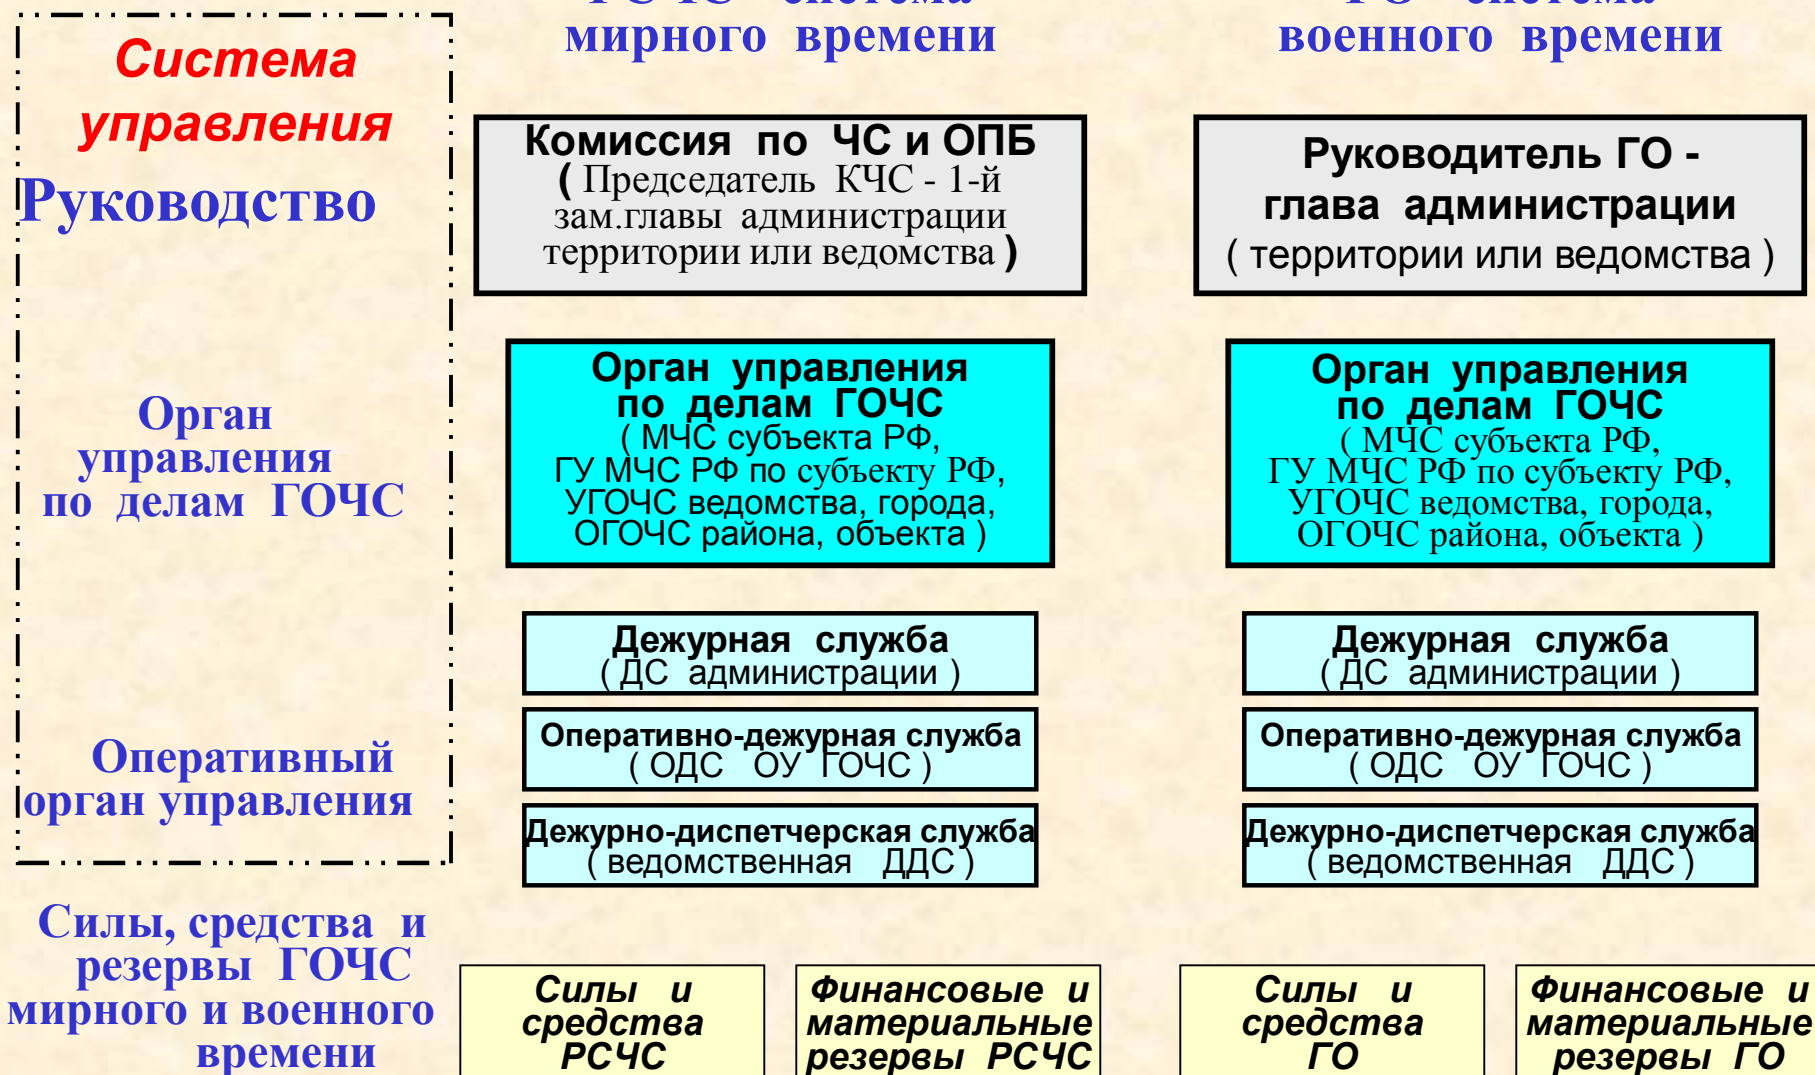 Система
управления
Руководство
Орган
управления
по делам ГОЧС
Оперативный
орган управления
Силы, средства и
резервы ГОЧС
мирного и военного
времени
система
мирного времени
Комиссия по ЧС и ОПБ
( Председатель КЧС - 1-й
зам.главы администрации
территории или ведомства )
Орган управления
по делам ГОЧС
( МЧС субъекта РФ,
ГУ МЧС РФ по субъекту РФ,
УГОЧС ведомства, города,
ОГОЧС района, объекта )
Дежурная служба
( ДС администрации )
Оперативно-дежурная служба
( ОДС ОУ ГОЧС )
Дежурно-диспетчерская служба
( ведомственная ДДС )
Силы и
средства
РСЧС
Финансовые и
материальные
резервы РСЧС
система
военного времени
Руководитель ГО -
глава администрации
( территории или ведомства )
Орган управления
по делам ГОЧС
( МЧС субъекта РФ,
ГУ МЧС РФ по субъекту РФ,
УГОЧС ведомства, города,
ОГОЧС района, объекта )
Дежурная служба
( ДС администрации )
Оперативно-дежурная служба
( ОДС ОУ ГОЧС )
Дежурно-диспетчерская служба
( ведомственная ДДС )
Силы и
средства
ГО
Финансовые и
материальные
резервы ГО